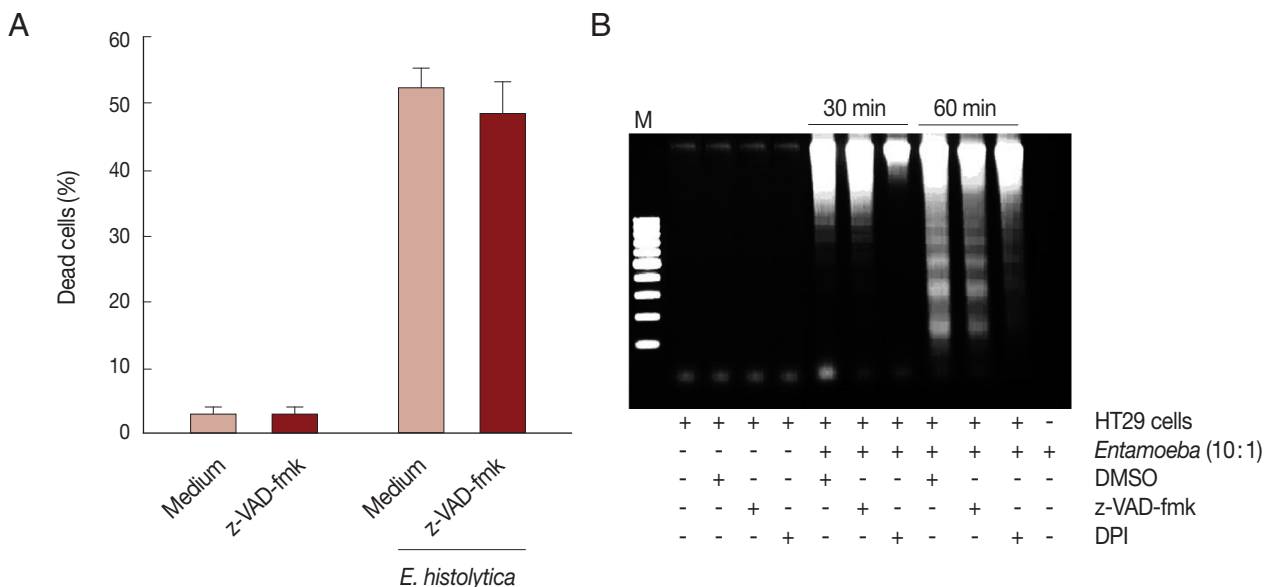 A
Dead cells (%)
60
50
40
30
20
10
0
Medium
z-VAD-fmk
Medium
z-VAD-fmk
E. histolytica
B
30 min 60 min
M
+ + + + + + + + + + - HT29 cells
- - - - + + + + + + + Entamoeba (10:1)
- + - - + - - + - - - DMSO
- - + - - + - - + - - z-VAD-fmk
- - - + - - + - - + - DPI